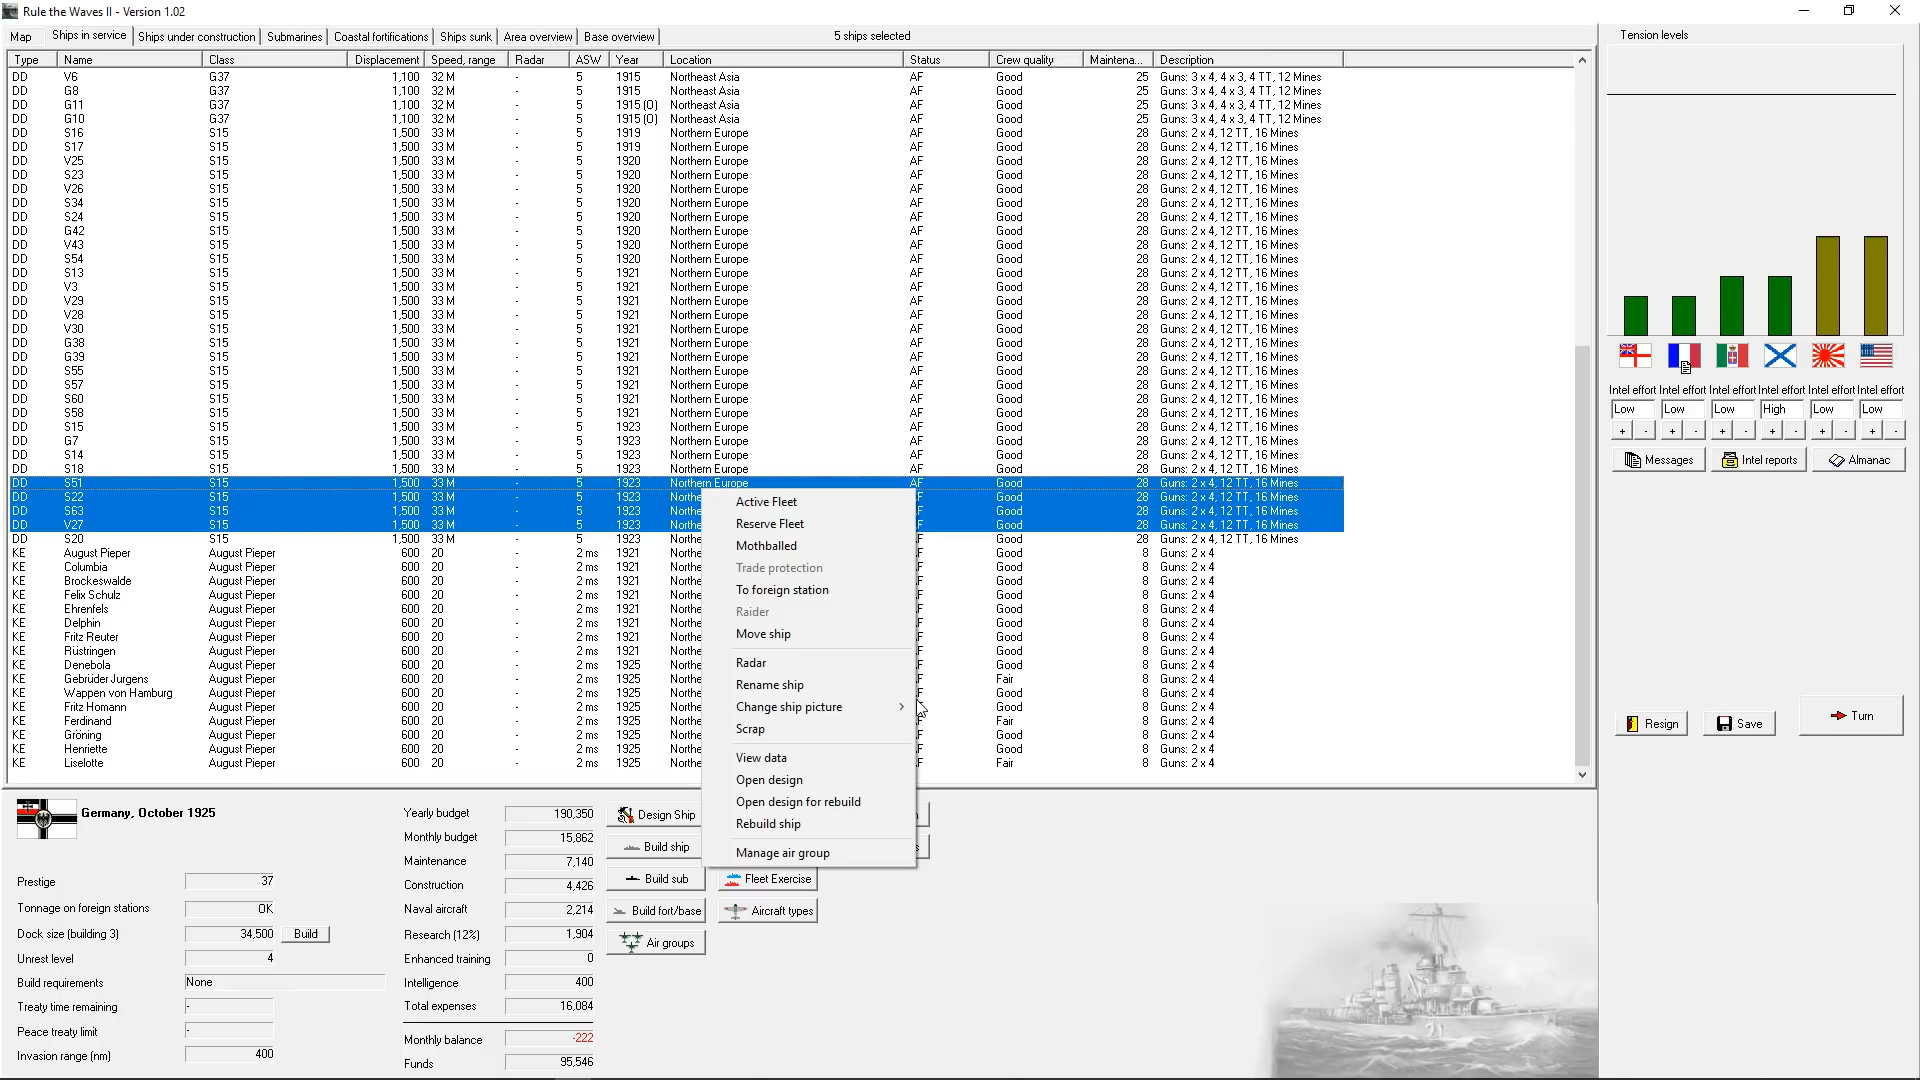 Rule the Waves II - Version 1.02
Map Ships in service Ships under construction Submarines Coastal fortifications Ships sunk Area overview Base overview 5 ships selected
Type Name Class Displacement Speed, range Radar ASW Year Location Status Crew quality Maintena... Description
DD V6 G37 1,100 32 M - 5 1915 Northeast Asia AF Good 25 Guns: 3 x 4, 4 x 3, 4 TT, 12 Mines
DD G8 G37 1,100 32 M - 5 1915 Northeast Asia AF Good 25 Guns: 3 x 4, 4 x 3, 4 TT, 12 Mines
DD G11 G37 1,100 32 M - 5 1915 (O) Northeast Asia AF Good 25 Guns: 3 x 4, 4 x 3, 4 TT, 12 Mines
DD G10 G37 1,100 32 M - 5 1915 (O) Northeast Asia AF Good 25 Guns: 3 x 4, 4 x 3, 4 TT, 12 Mines
DD S16 S15 1,500 33 M - 5 1919 Northern Europe AF Good 28 Guns: 2 x 4, 12 TT, 16 Mines
DD S17 S15 1,500 33 M - 5 1919 Northern Europe AF Good 28 Guns: 2 x 4, 12 TT, 16 Mines
DD V25 S15 1,500 33 M - 5 1920 Northern Europe AF Good 28 Guns: 2 x 4, 12 TT, 16 Mines
DD S23 S15 1,500 33 M - 5 1920 Northern Europe AF Good 28 Guns: 2 x 4, 12 TT, 16 Mines
DD V26 S15 1,500 33 M - 5 1920 Northern Europe AF Good 28 Guns: 2 x 4, 12 TT, 16 Mines
DD S34 S15 1,500 33 M - 5 1920 Northern Europe AF Good 28 Guns: 2 x 4, 12 TT, 16 Mines
DD S24 S15 1,500 33 M - 5 1920 Northern Europe AF Good 28 Guns: 2 x 4, 12 TT, 16 Mines
DD G42 S15 1,500 33 M - 5 1920 Northern Europe AF Good 28 Guns: 2 x 4, 12 TT, 16 Mines
DD V43 S15 1,500 33 M - 5 1920 Northern Europe AF Good 28 Guns: 2 x 4, 12 TT, 16 Mines
DD S54 S15 1,500 33 M - 5 1920 Northern Europe AF Good 28 Guns: 2 x 4, 12 TT, 16 Mines
DD S13 S15 1,500 33 M - 5 1921 Northern Europe AF Good 28 Guns: 2 x 4, 12 TT, 16 Mines
DD V3 S15 1,500 33 M - 5 1921 Northern Europe AF Good 28 Guns: 2 x 4, 12 TT, 16 Mines
DD V29 S15 1,500 33 M - 5 1921 Northern Europe AF Good 28 Guns: 2 x 4, 12 TT, 16 Mines
DD V28 S15 1,500 33 M - 5 1921 Northern Europe AF Good 28 Guns: 2 x 4, 12 TT, 16 Mines
DD V30 S15 1,500 33 M - 5 1921 Northern Europe AF Good 28 Guns: 2 x 4, 12 TT, 16 Mines
DD G38 S15 1,500 33 M - 5 1921 Northern Europe AF Good 28 Guns: 2 x 4, 12 TT, 16 Mines
DD G39 S15 1,500 33 M - 5 1921 Northern Europe AF Good 28 Guns: 2 x 4, 12 TT, 16 Mines
DD S55 S15 1,500 33 M - 5 1921 Northern Europe AF Good 28 Guns: 2 x 4, 12 TT, 16 Mines
DD S57 S15 1,500 33 M - 5 1921 Northern Europe AF Good 28 Guns: 2 x 4, 12 TT, 16 Mines
DD S60 S15 1,500 33 M - 5 1921 Northern Europe AF Good 28 Guns: 2 x 4, 12 TT, 16 Mines
DD S58 S15 1,500 33 M - 5 1921 Northern Europe AF Good 28 Guns: 2 x 4, 12 TT, 16 Mines
DD S15 S15 1,500 33 M - 5 1923 Northern Europe AF Good 28 Guns: 2 x 4, 12 TT, 16 Mines
DD G7 S15 1,500 33 M - 5 1923 Northern Europe AF Good 28 Guns: 2 x 4, 12 TT, 16 Mines
DD S14 S15 1,500 33 M - 5 1923 Northern Europe AF Good 28 Guns: 2 x 4, 12 TT, 16 Mines
DD S18 S15 1,500 33 M - 5 1923 Northern Europe AF Good 28 Guns: 2 x 4, 12 TT, 16 Mines
DD S51 S15 1,500 33 M - 5 1923 Northern Europe AF Good 28 Guns: 2 x 4, 12 TT, 16 Mines
DD S22 S15 1,500 33 M - 5 1923 Northe F Good 28 Guns: 2 x 4, 12 TT, 16 Mines
DD S63 S15 1,500 33 M - 5 1923 Northe F Good 28 Guns: 2 x 4, 12 TT, 16 Mines
DD V27 S15 1,500 33 M - 5 1923 Northe F Good 28 Guns: 2 x 4, 12 TT, 16 Mines
DD S20 S15 1,500 33 M - 5 1923 Northe F Good 28 Guns: 2 x 4, 12 TT, 16 Mines
KE August Pieper August Pieper 600 20 - 2 ms 1921 Northe F Good 8 Guns: 2 x 4
KE Columbia August Pieper 600 20 - 2 ms 1921 Northe F Good 8 Guns: 2 x 4
KE Brockeswalde August Pieper 600 20 - 2 ms 1921 Northe F Good 8 Guns: 2 x 4
KE Felix Schulz August Pieper 600 20 - 2 ms 1921 Northe F Good 8 Guns: 2 x 4
KE Ehrenfels August Pieper 600 20 - 2 ms 1921 Northe F Good 8 Guns: 2 x 4
KE Delphin August Pieper 600 20 - 2 ms 1921 Northe F Good 8 Guns: 2 x 4
KE Fritz Reuter August Pieper 600 20 - 2 ms 1921 Northe F Good 8 Guns: 2 x 4
KE Rüstringen August Pieper 600 20 - 2 ms 1921 Northe F Good 8 Guns: 2 x 4
KE Denebola August Pieper 600 20 - 2 ms 1925 Northe F Good 8 Guns: 2 x 4
KE Gebrüder Jurgens August Pieper 600 20 - 2 ms 1925 Northe F Fair 8 Guns: 2 x 4
KE Wappen von Hamburg August Pieper 600 20 - 2 ms 1925 Northe F Good 8 Guns: 2 x 4
KE Fritz Homann August Pieper 600 20 - 2 ms 1925 Northe F Good 8 Guns: 2 x 4
KE Ferdinand August Pieper 600 20 - 2 ms 1925 Northe F Fair 8 Guns: 2 x 4
KE Gröning August Pieper 600 20 - 2 ms 1925 Northe F Good 8 Guns: 2 x 4
KE Henriette August Pieper 600 20 - 2 ms 1925 Northe F Good 8 Guns: 2 x 4
KE Liselotte August Pieper 600 20 - 2 ms 1925 Northe F Fair 8 Guns: 2 x 4
Active Fleet
Reserve Fleet
Mothballed
Trade protection
To foreign station
Raider
Move ship
Radar
Rename ship
Change ship picture
Scrap
View data
Open design
Open design for rebuild
Rebuild ship
Manage air group
Germany, October 1925
Prestige 37
Tonnage on foreign stations OK
Dock size (building 3) 34,500 Build
Unrest level 4
Build requirements None
Treaty time remaining -
Peace treaty limit -
Invasion range (nm) 400
Yearly budget 190,350
Monthly budget 15,862
Maintenance 7,140
Construction 4,426
Naval aircraft 2,214
Research (12%) 1,904
Enhanced training 0
Intelligence 400
Total expenses 16,084
Monthly balance -222
Funds 95,546
Design Ship
Build ship
Build sub Fleet Exercise
Build fort/base Aircraft types
Air groups
Tension levels
Intel effort Intel effort Intel effort Intel effort Intel effort Intel effort
Low Low Low High Low Low
+ - + - + - + - + - + -
Messages Intel reports Almanac
Resign Save Turn